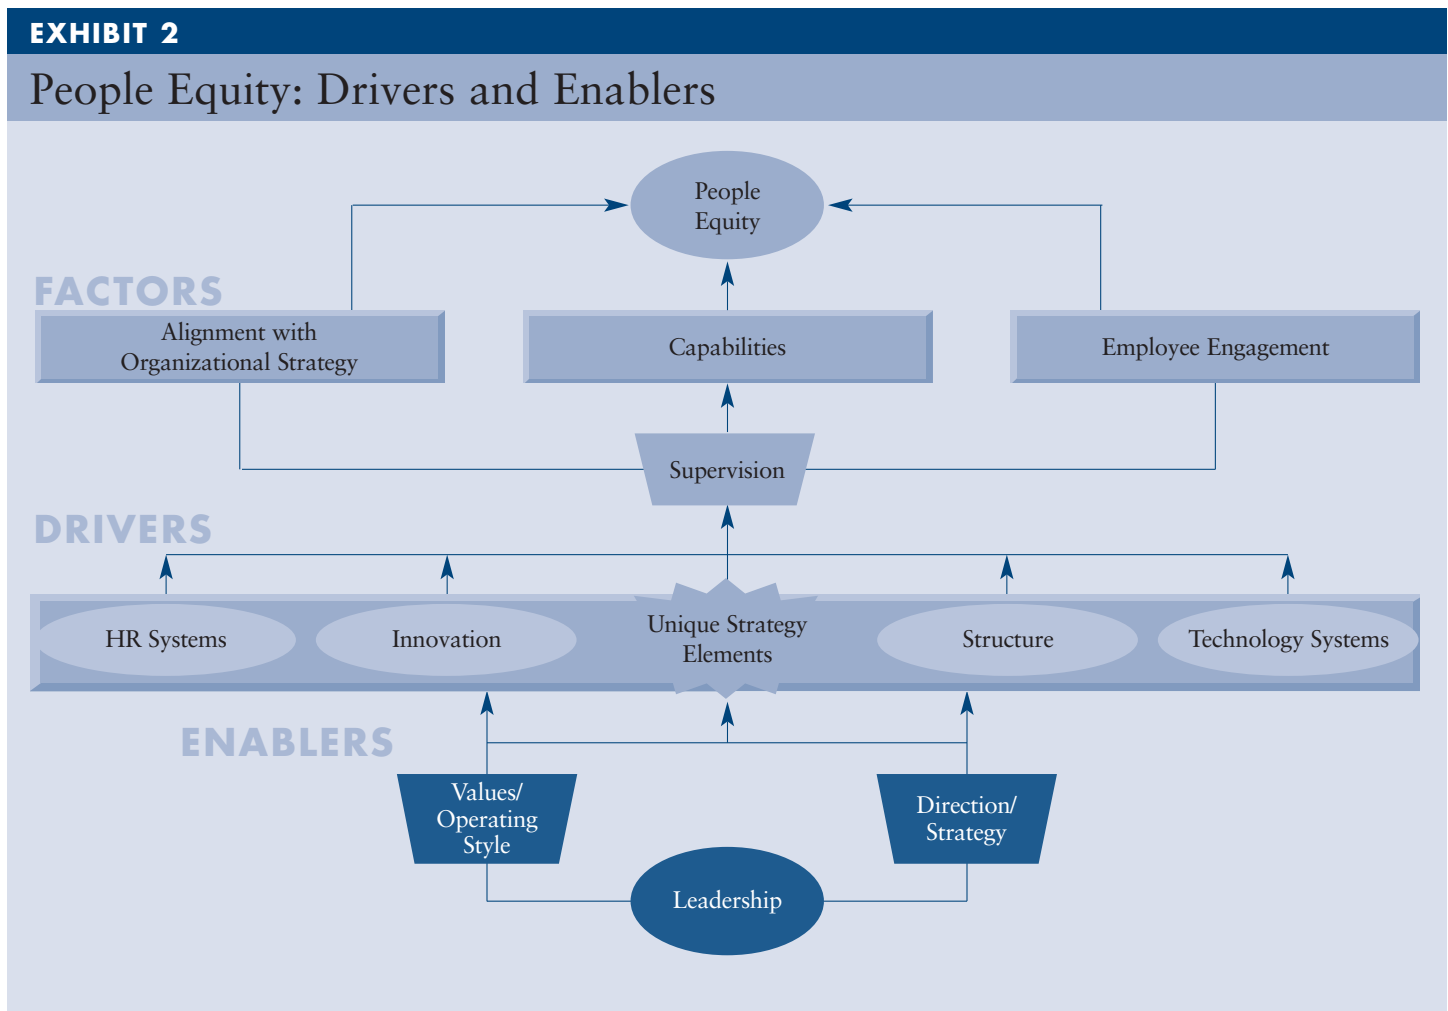 EXHIBIT 2
People Equity: Drivers and Enablers
People
Equity
FACTORS
Alignment with
Organizational Strategy
Capabilities
Employee Engagement
Supervision
DRIVERS
HR Systems
Innovation
Unique Strategy
Elements
Structure
Technology Systems
ENABLERS
Values/
Operating
Style
Direction/
Strategy
Leadership